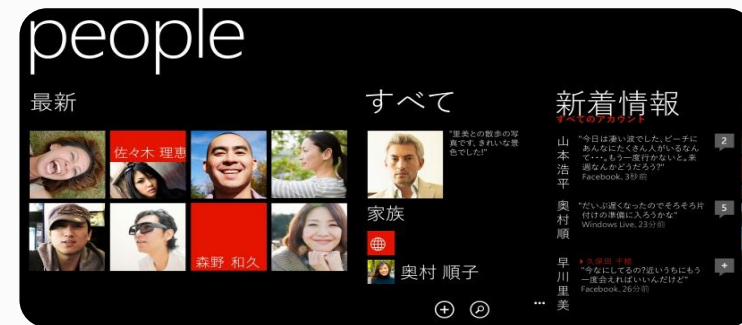 people
最新
佐々木 理恵
森野 和久
すべて
"里美との散歩の写
真です。きれいな景
色でした!"
家族
奥村 順子
新着情報
すべてのアカウント
山本浩平
"今日は凄い波でした。ビーチに
あんなにたくさん人がいるなん
て・・・。もう一度行かないと。来
週なんかどうだろう?"
Facebook、3秒前
2
奥村順
"だいぶ遅くなったのでそろそろ片
付けの準備に入ろうかな"
Windows Live、23分前
5
早川里美
"今なにしてるの?近いうちにもう
一度会えればいいんだけど"
Facebook、26分前